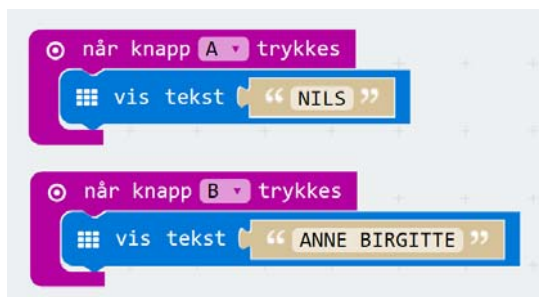 når knapp A trykkes
vis tekst “ NILS ”
når knapp B trykkes
vis tekst “ ANNE BIRGITTE ”